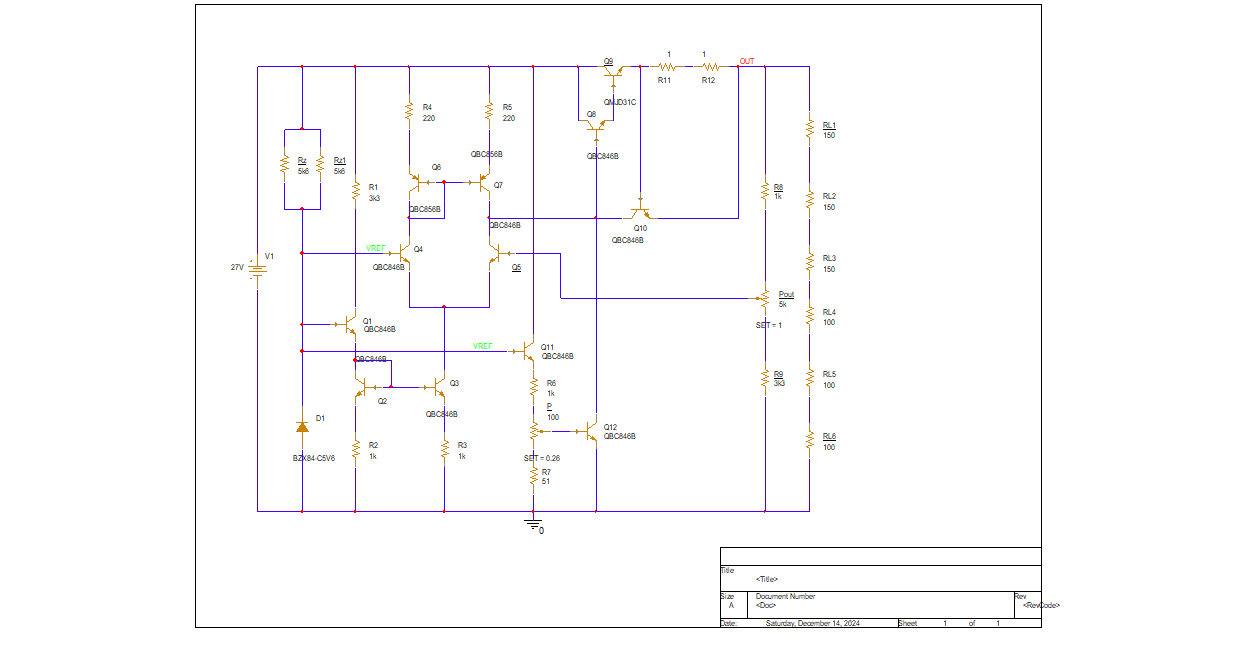 1
1
OUT
Q9
R11
R12
QMJD31C
R4
220
R5
220
Q8
QBC846B
RL1
150
QBC856B
Rz
5k6
Rz1
5k6
Q6
Q7
R1
3k3
R8
1k
RL2
150
QBC856B
QBC846B
Q10
QBC846B
VREF
Q4
QBC846B
Q5
V1
27V
RL3
150
Pout
5k
SET = 1
RL4
100
Q1
QBC846B
VREF
Q11
QBC846B
QBC846B
Q2
Q3
QBC846B
R6
1k
P
100
R9
3k3
RL5
100
D1
BZX84-C5V6
R2
1k
R3
1k
Q12
QBC846B
SET = 0.26
R7
51
RL6
100
0
Title
<Title>
Size
A
Document Number
<Doc>
Rev
<RevCode>
Date:
Saturday, December 14, 2024
Sheet
1
of
1